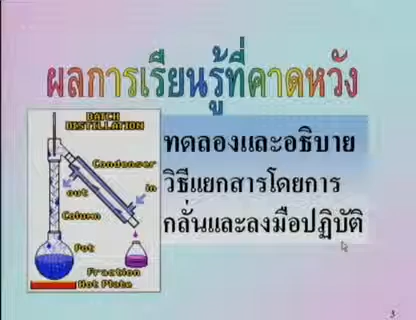 ผลการเรียนรู้ที่คาดหวัง
BATCH
DISTILLATION
Condenser
out
in
Column
Pot
Fraction
Hot Plate
ทดลองและอธิบาย
วิธีแยกสารโดยการ
กลั่นและลงมือปฏิบัติ
3